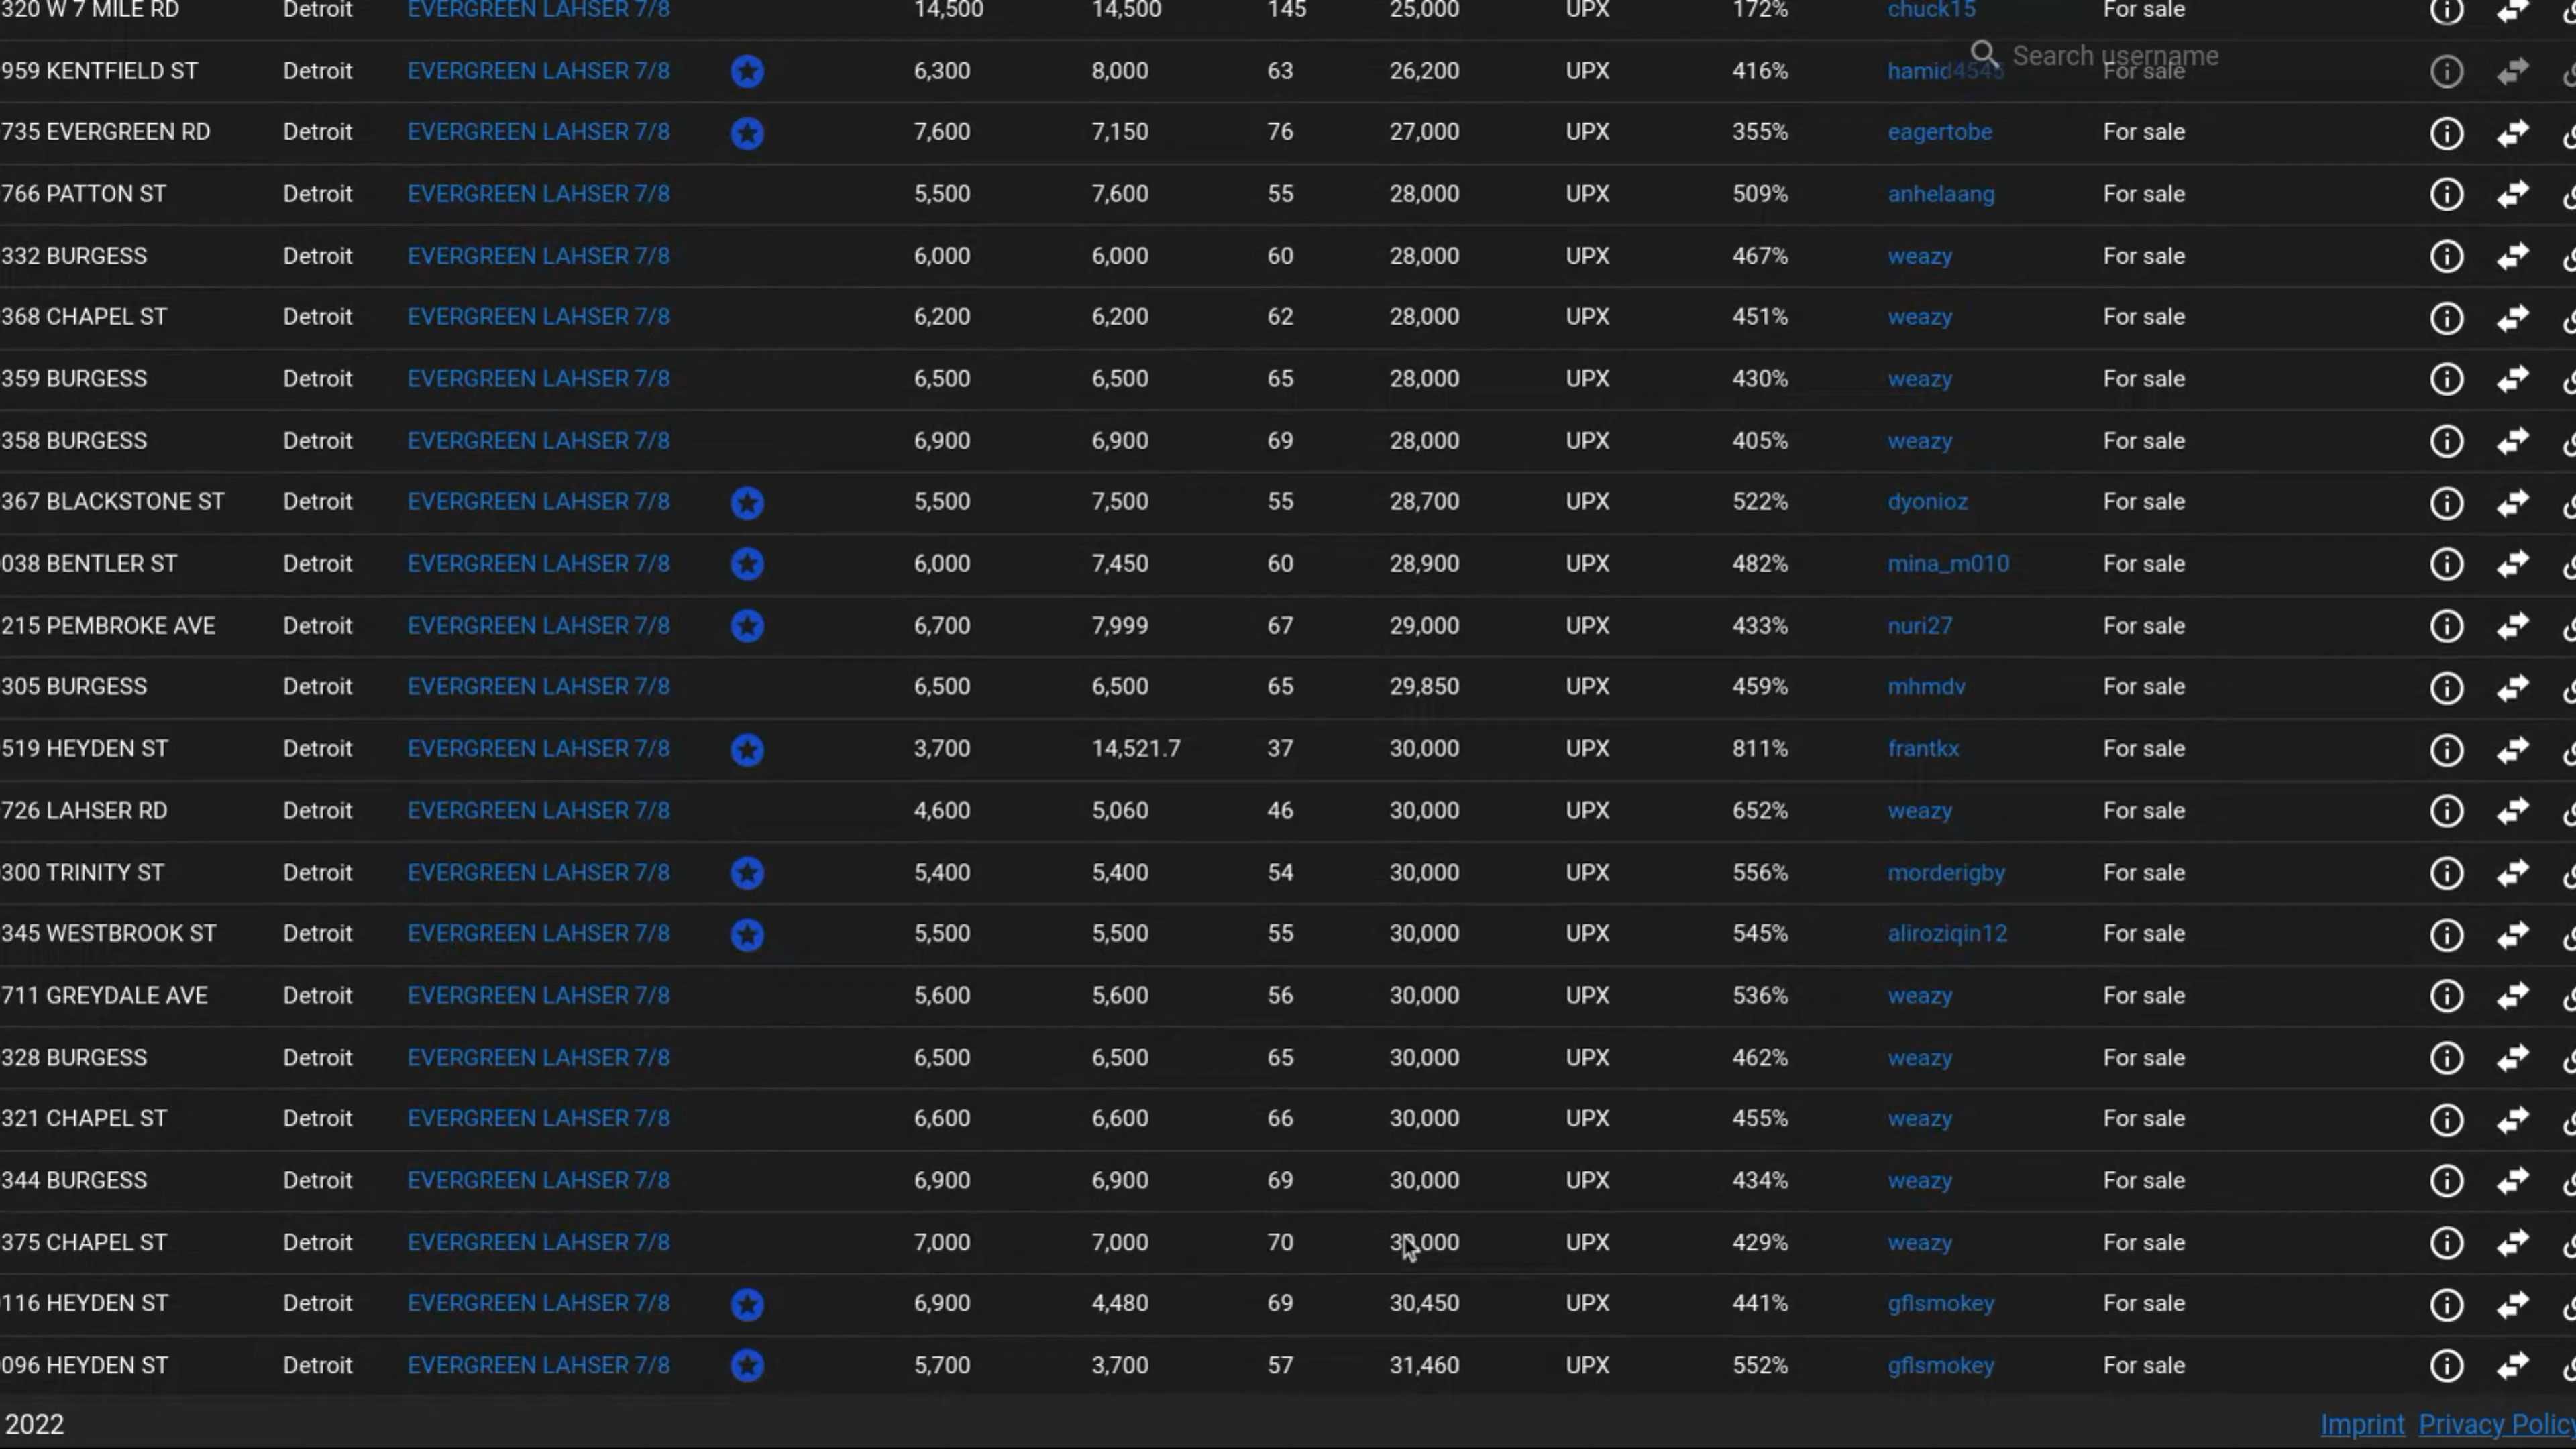 320 W 7 MILE RD Detroit EVERGREEN LAHSER 7/8 14,500 14,500 145 25,000 UPX 172% chuck15 For sale
Search username
959 KENTFIELD ST Detroit EVERGREEN LAHSER 7/8 6,300 8,000 63 26,200 UPX 416% hamid4545 For sale
735 EVERGREEN RD Detroit EVERGREEN LAHSER 7/8 7,600 7,150 76 27,000 UPX 355% eagertobe For sale
766 PATTON ST Detroit EVERGREEN LAHSER 7/8 5,500 7,600 55 28,000 UPX 509% anhelaang For sale
332 BURGESS Detroit EVERGREEN LAHSER 7/8 6,000 6,000 60 28,000 UPX 467% weazy For sale
368 CHAPEL ST Detroit EVERGREEN LAHSER 7/8 6,200 6,200 62 28,000 UPX 451% weazy For sale
359 BURGESS Detroit EVERGREEN LAHSER 7/8 6,500 6,500 65 28,000 UPX 430% weazy For sale
358 BURGESS Detroit EVERGREEN LAHSER 7/8 6,900 6,900 69 28,000 UPX 405% weazy For sale
367 BLACKSTONE ST Detroit EVERGREEN LAHSER 7/8 5,500 7,500 55 28,700 UPX 522% dyonioz For sale
038 BENTLER ST Detroit EVERGREEN LAHSER 7/8 6,000 7,450 60 28,900 UPX 482% mina_m010 For sale
215 PEMBROKE AVE Detroit EVERGREEN LAHSER 7/8 6,700 7,999 67 29,000 UPX 433% nuri27 For sale
305 BURGESS Detroit EVERGREEN LAHSER 7/8 6,500 6,500 65 29,850 UPX 459% mhmdv For sale
519 HEYDEN ST Detroit EVERGREEN LAHSER 7/8 3,700 14,521.7 37 30,000 UPX 811% frantkx For sale
726 LAHSER RD Detroit EVERGREEN LAHSER 7/8 4,600 5,060 46 30,000 UPX 652% weazy For sale
300 TRINITY ST Detroit EVERGREEN LAHSER 7/8 5,400 5,400 54 30,000 UPX 556% morderigby For sale
345 WESTBROOK ST Detroit EVERGREEN LAHSER 7/8 5,500 5,500 55 30,000 UPX 545% aliroziqin12 For sale
711 GREYDALE AVE Detroit EVERGREEN LAHSER 7/8 5,600 5,600 56 30,000 UPX 536% weazy For sale
328 BURGESS Detroit EVERGREEN LAHSER 7/8 6,500 6,500 65 30,000 UPX 462% weazy For sale
321 CHAPEL ST Detroit EVERGREEN LAHSER 7/8 6,600 6,600 66 30,000 UPX 455% weazy For sale
344 BURGESS Detroit EVERGREEN LAHSER 7/8 6,900 6,900 69 30,000 UPX 434% weazy For sale
375 CHAPEL ST Detroit EVERGREEN LAHSER 7/8 7,000 7,000 70 30,000 UPX 429% weazy For sale
116 HEYDEN ST Detroit EVERGREEN LAHSER 7/8 6,900 4,480 69 30,450 UPX 441% gflsmokey For sale
096 HEYDEN ST Detroit EVERGREEN LAHSER 7/8 5,700 3,700 57 31,460 UPX 552% gflsmokey For sale
2022 Imprint Privacy Policy